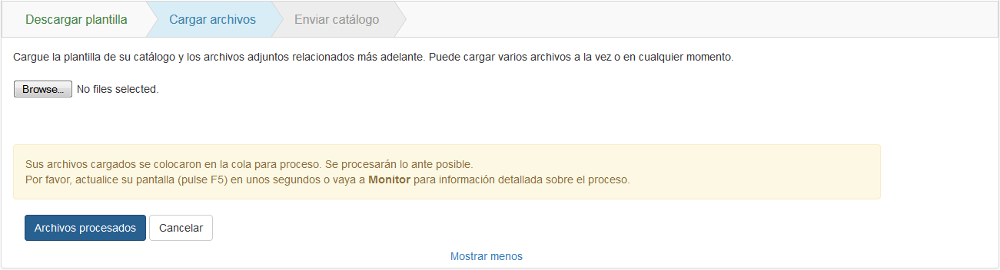 Descargar plantilla Cargar archivos Enviar catálogo
Cargue la plantilla de su catálogo y los archivos adjuntos relacionados más adelante. Puede cargar varios archivos a la vez o en cualquier momento.
Browse... No files selected.
Sus archivos cargados se colocaron en la cola para proceso. Se procesarán lo ante posible.
Por favor, actualice su pantalla (pulse F5) en unos segundos o vaya a Monitor para información detallada sobre el proceso.
Archivos procesados Cancelar
Mostrar menos